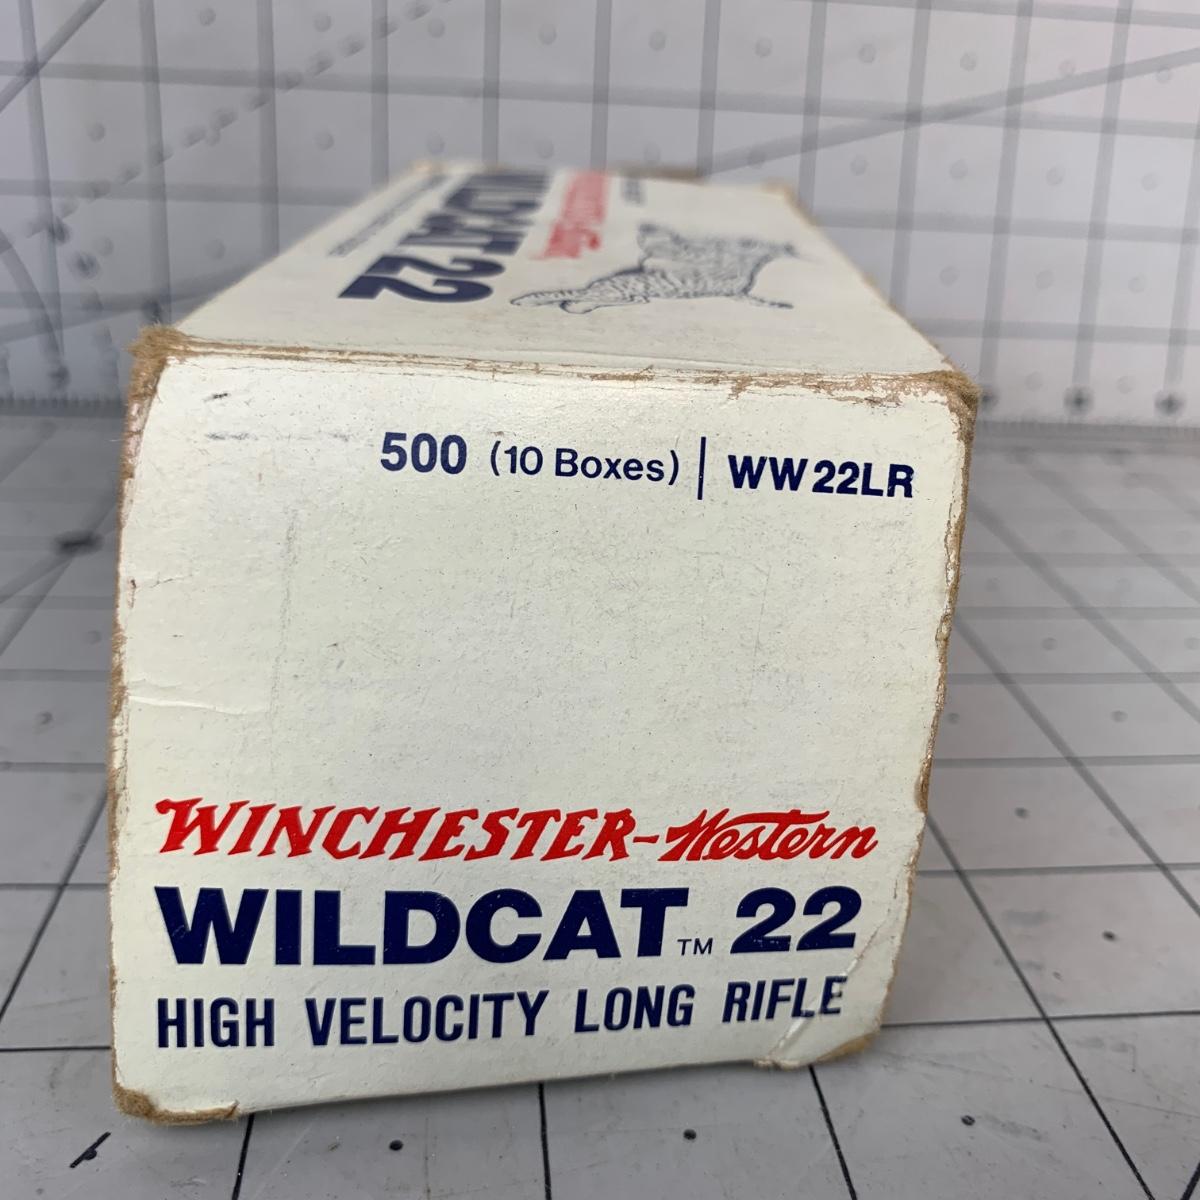 WILDCAT 22
500 (10 Boxes) | WW22LR
WINCHESTER-Western
WILDCAT™ 22
HIGH VELOCITY LONG RIFLE